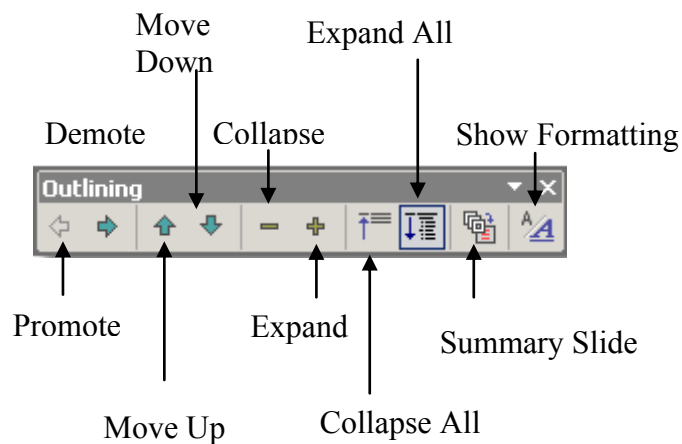 Move
Down
Expand All
Demote
Collapse
Show Formatting
Outlining
A
A
Promote
Expand
Summary Slide
Move Up
Collapse All